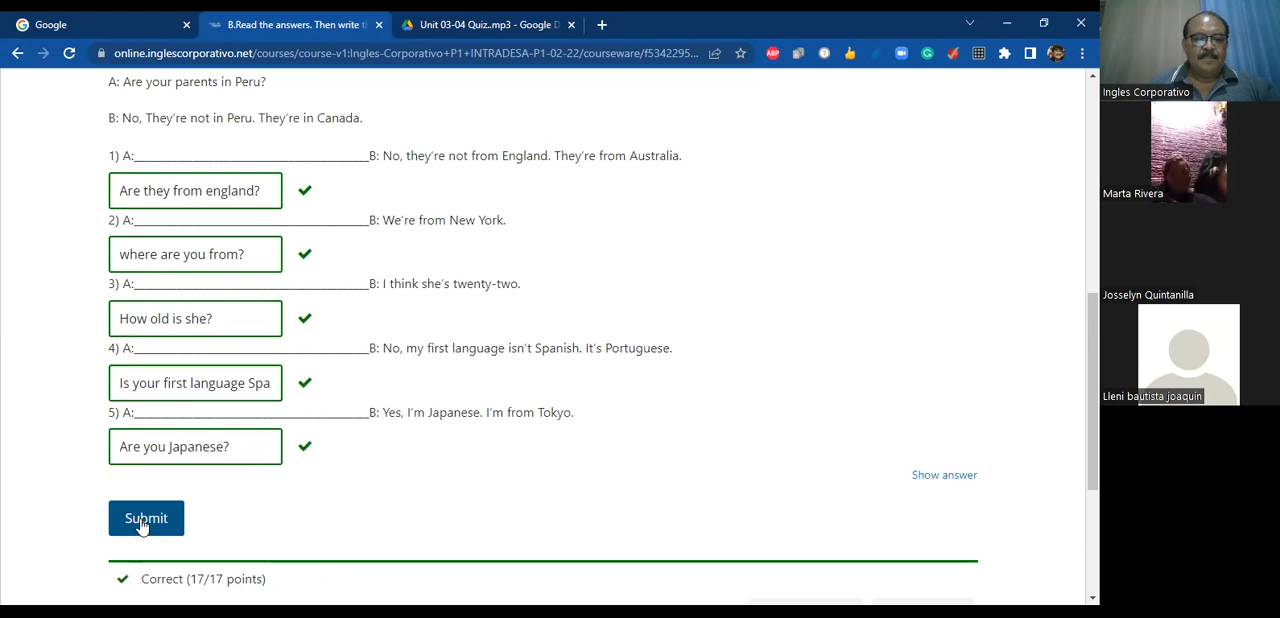 Google
B.Read the answers. Then write t
Unit 03-04 Quiz..mp3 - Google D
online.inglescorporativo.net/courses/course-v1:Ingles-Corporativo+P1+INTRADESA-P1-02-22/courseware/f5342295...
A: Are your parents in Peru?
B: No, They're not in Peru. They're in Canada.
1) A:______________________________________B: No, they're not from England. They're from Australia.
Are they from england?
2) A:______________________________________B: We're from New York.
where are you from?
3) A:______________________________________B: I think she's twenty-two.
How old is she?
4) A:______________________________________B: No, my first language isn't Spanish. It's Portuguese.
Is your first language Spa
5) A:______________________________________B: Yes, I'm Japanese. I'm from Tokyo.
Are you Japanese?
Show answer
Submit
Correct (17/17 points)
Ingles Corporativo
Marta Rivera
Josselyn Quintanilla
Lleni bautista joaquin